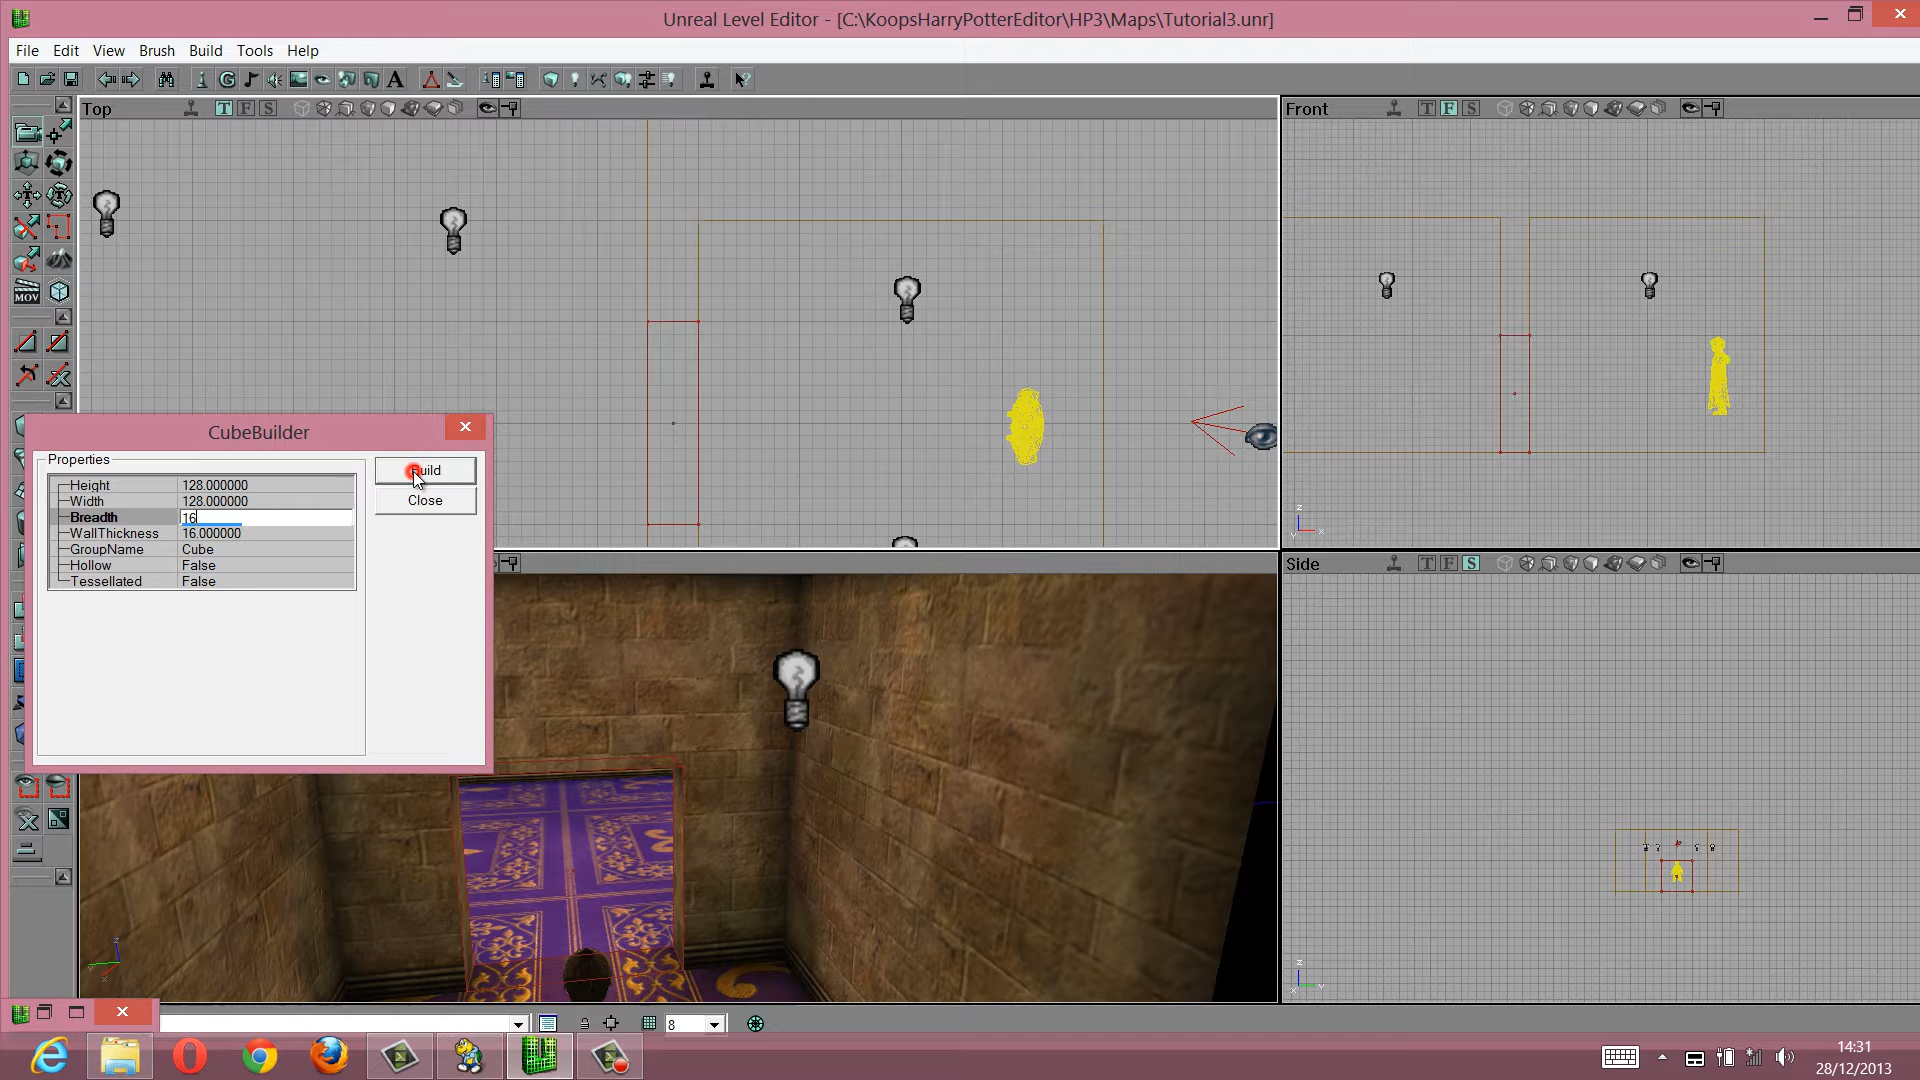 Unreal Level Editor - [C:\KoopsHarryPotterEditor\HP3\Maps\Tutorial3.unr]
File Edit View Brush Build Tools Help
Top T F S
Front T F S
CubeBuilder
Properties
Height 128.000000
Width 128.000000
Breadth 16
WallThickness 16.000000
GroupName Cube
Hollow False
Tessellated False
Build
Close
MOV
Side T F S
8
14:31
28/12/2013